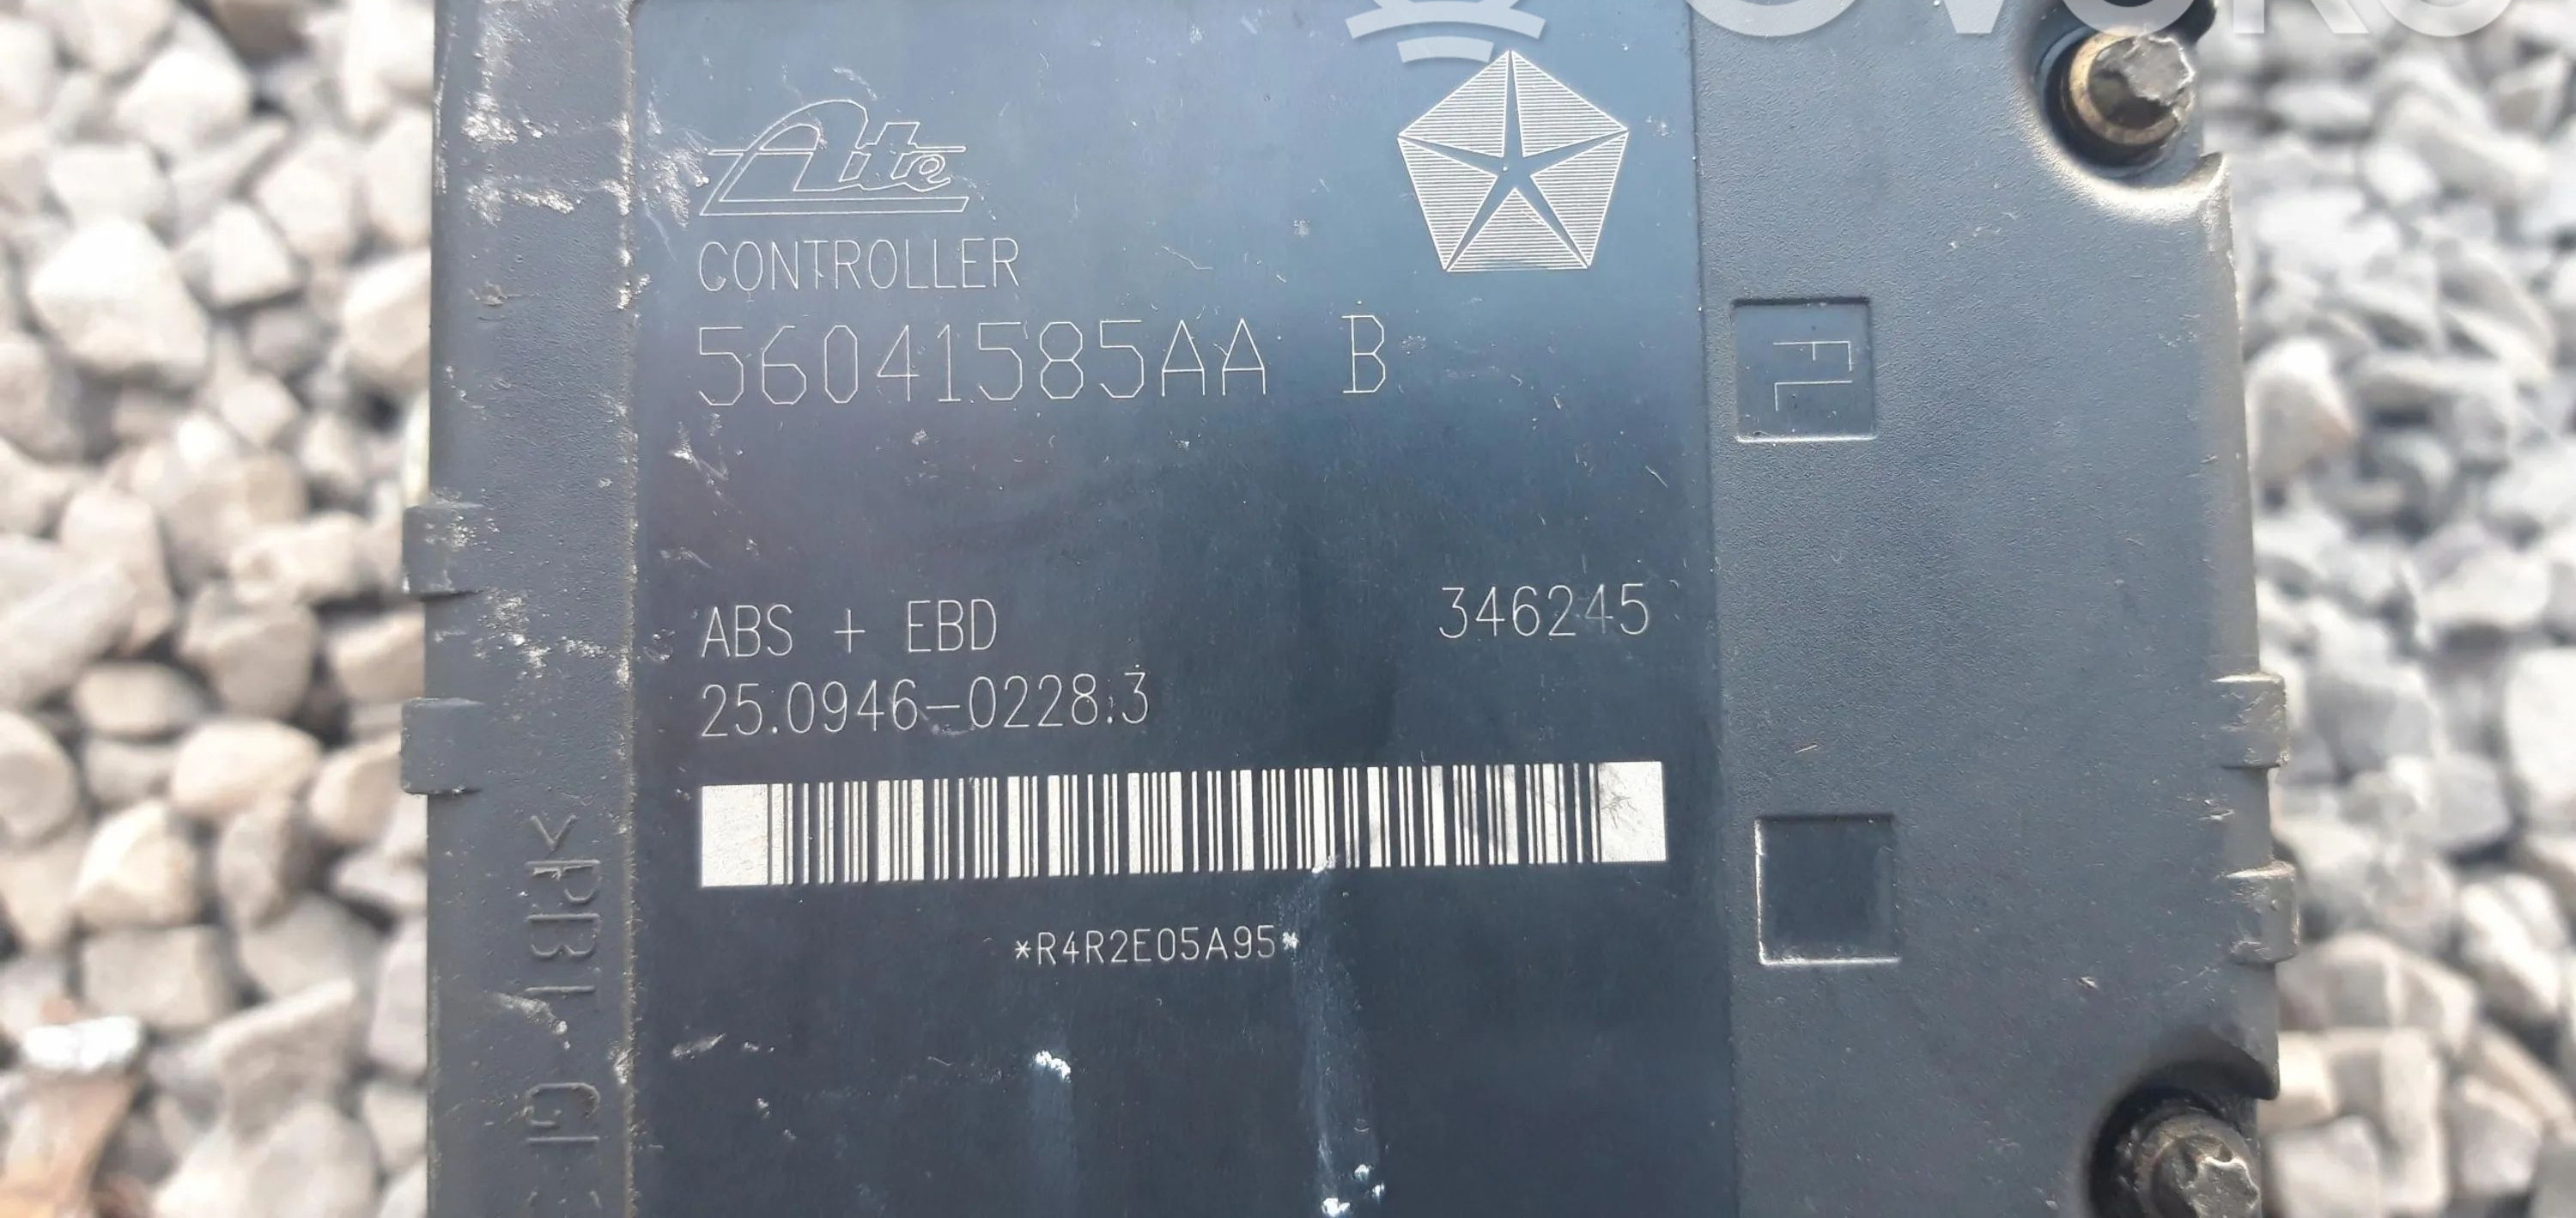 Ate
CONTROLLER
56041585AA B
FL
ABS + EBD 346245
25.0946-0228.3
*R4R2E05A95*